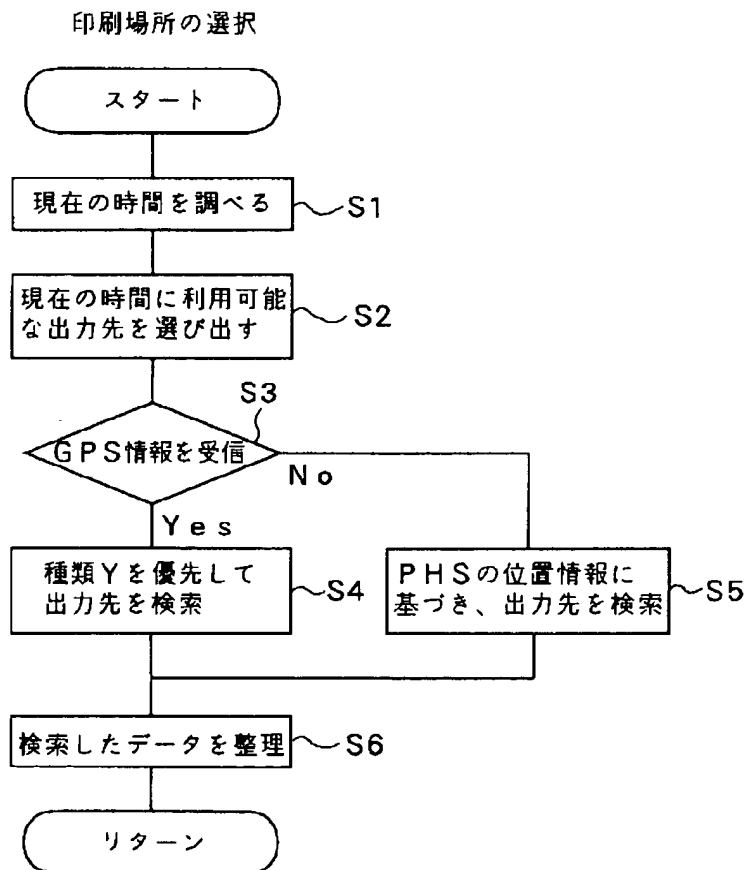 印刷場所の選択
スタート
現在の時間を調べる
S1
現在の時間に利用可能
な出力先を選び出す
S2
S3
GPS情報を受信
No
Yes
種類Yを優先して
出力先を検索
S4
PHSの位置情報に
基づき、出力先を検索
S5
検索したデータを整理
S6
リターン